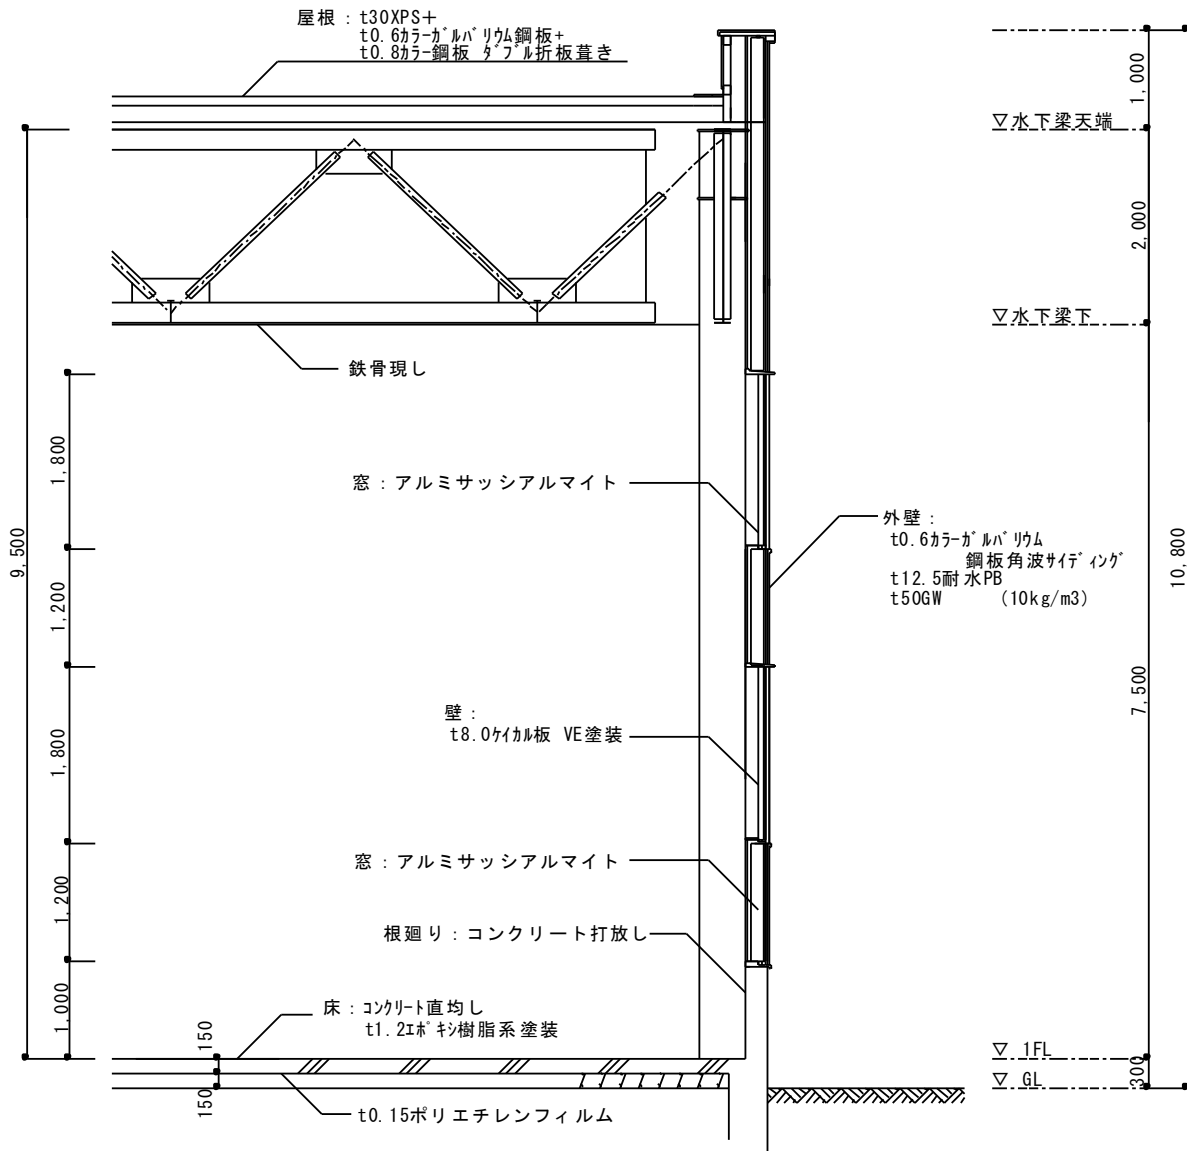 屋根：t30XPS+
t0.6カラーガルバリウム鋼板+
t0.8カラー鋼板 ダブル折板葺き
1,000
▽水下梁天端
2,000
▽水下梁下
鉄骨現し
9,500
1,800
窓：アルミサッシアルマイト
外壁：
t0.6カラーガルバリウム
鋼板角波サイディング
t12.5耐水PB
t50GW (10kg/m3)
10,800
1,200
7,500
壁：
t8.0ケイカル板 VE塗装
1,800
窓：アルミサッシアルマイト
1,200
根廻り：コンクリート打放し
1,000
床：コンクリート直均し
t1.2エポキシ樹脂系塗装
150
▽ 1FL
300
▽ GL
150
t0.15ポリエチレンフィルム